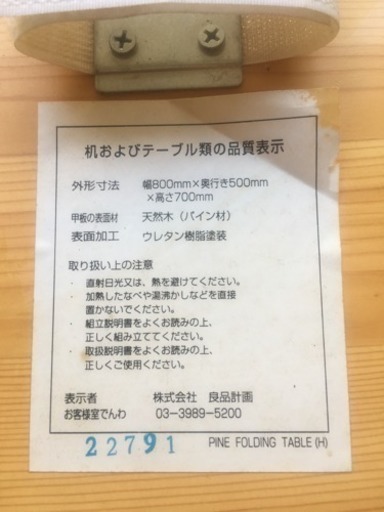 机およびテーブル類の品質表示
外形寸法 幅800mm×奥行き500mm
×高さ700mm
甲板の表面材 天然木（パイン材）
表面加工 ウレタン樹脂塗装
取り扱い上の注意
・ 直射日光又は、熱を避けてください。
・ 加熱したなべや湯沸かしなどを直接
置かないでください。
・ 組立説明書をよくお読みの上、
正しく組み立ててください。
・ 取扱説明書をよくお読みの上、
正しくご使用ください。
表示者 株式会社 良品計画
お客様室でんわ 03-3989-5200
22791 PINE FOLDING TABLE(H)